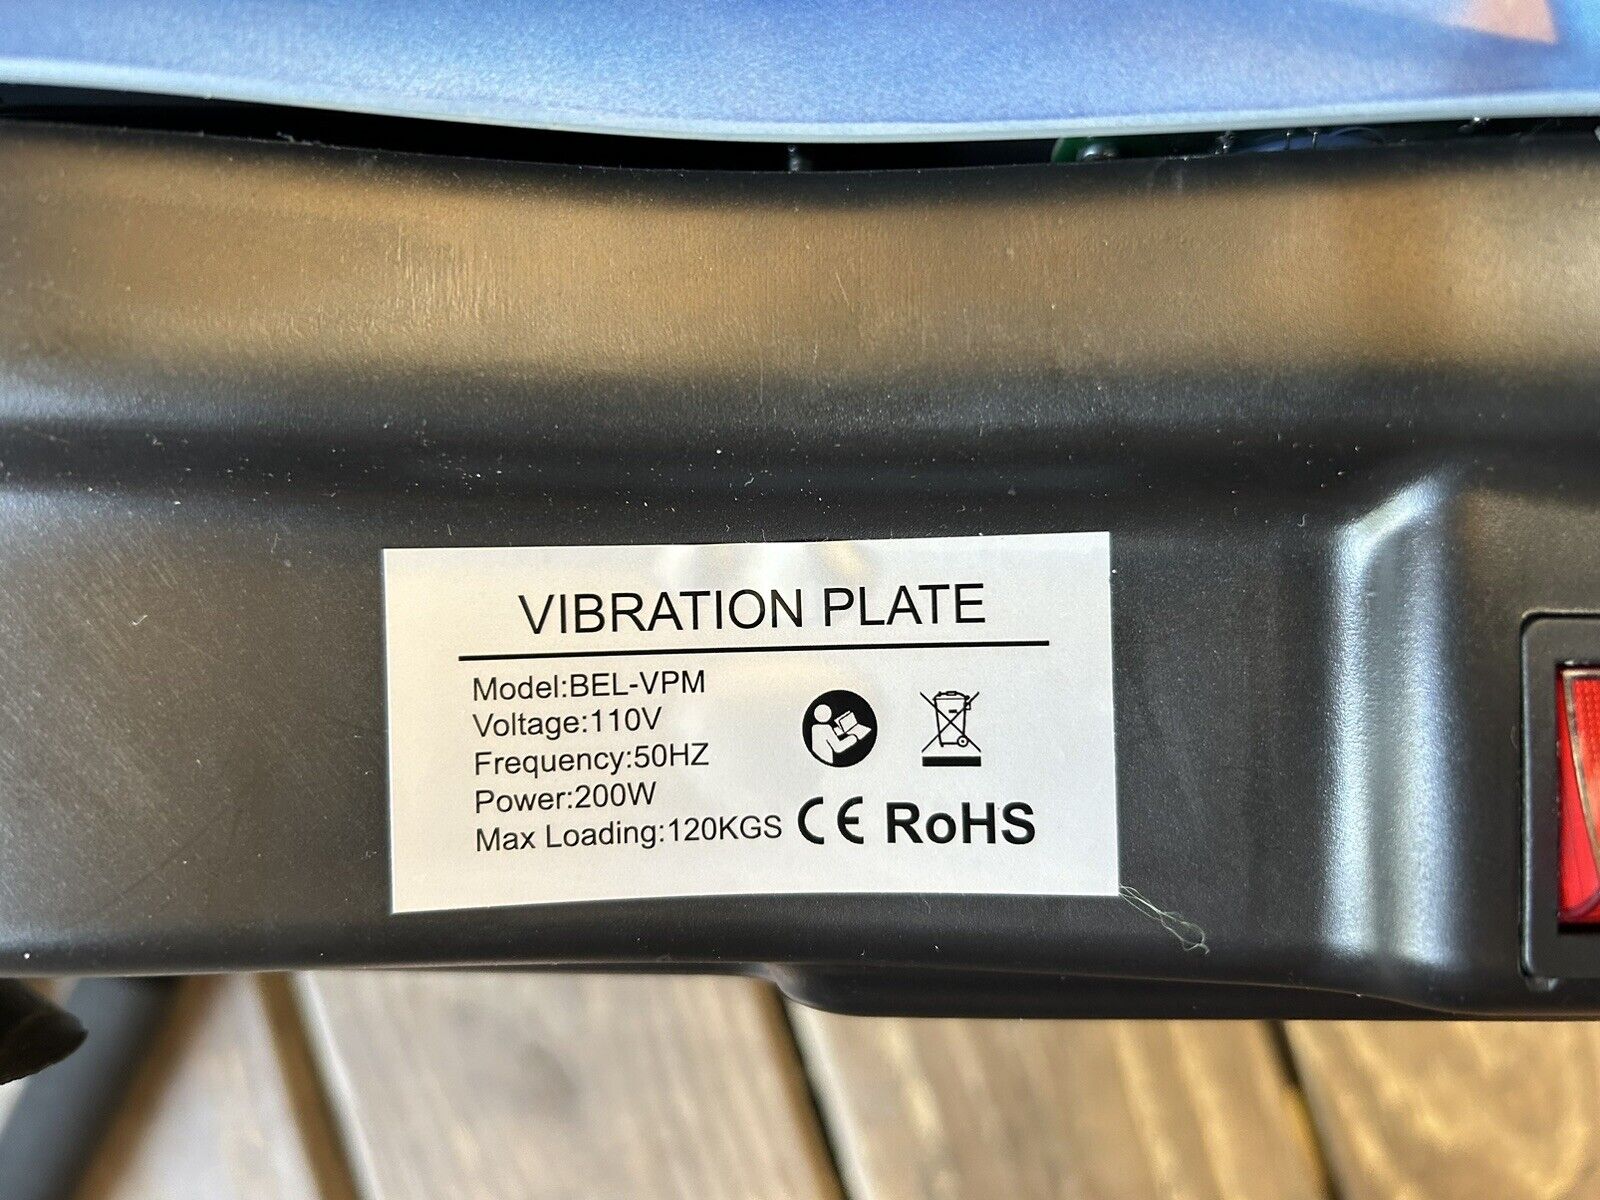 VIBRATION PLATE
Model:BEL-VPM
Voltage:110V
Frequency:50HZ
Power:200W
Max Loading:120KGS CE RoHS